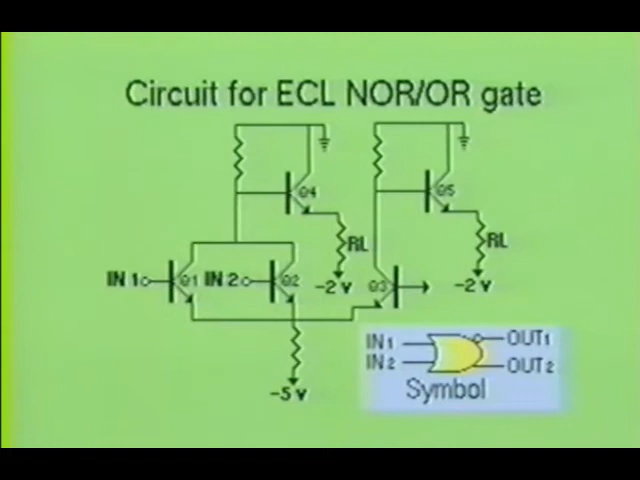 Circuit for ECL NOR/OR gate
Q4
Q5
RL
RL
IN 1
Q1
IN 2
Q2
-2 v
Q3
-2 v
-5 v
IN1
OUT1
IN2
OUT2
Symbol